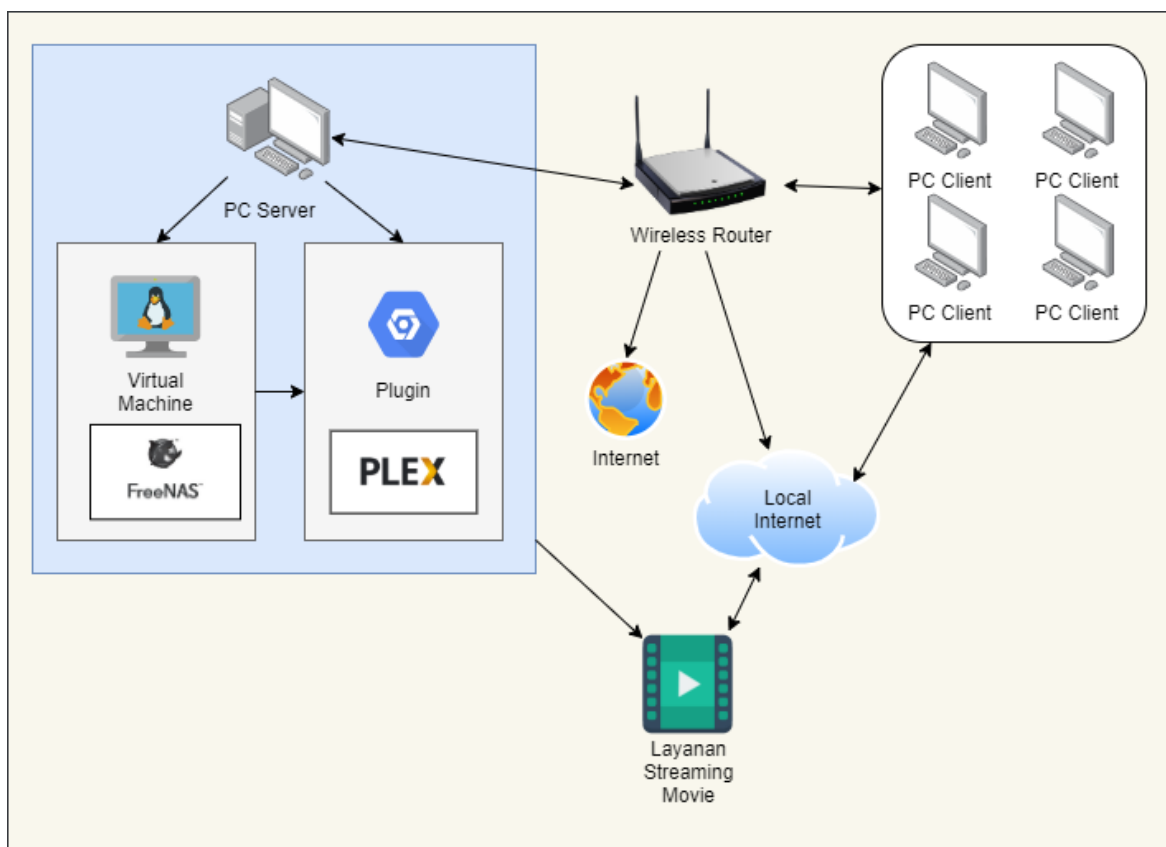 PC Server
Virtual
Machine
FreeNAS™
Plugin
PLEX
Wireless Router
Internet
Local
Internet
PC Client
PC Client
PC Client
PC Client
Layanan
Streaming
Movie